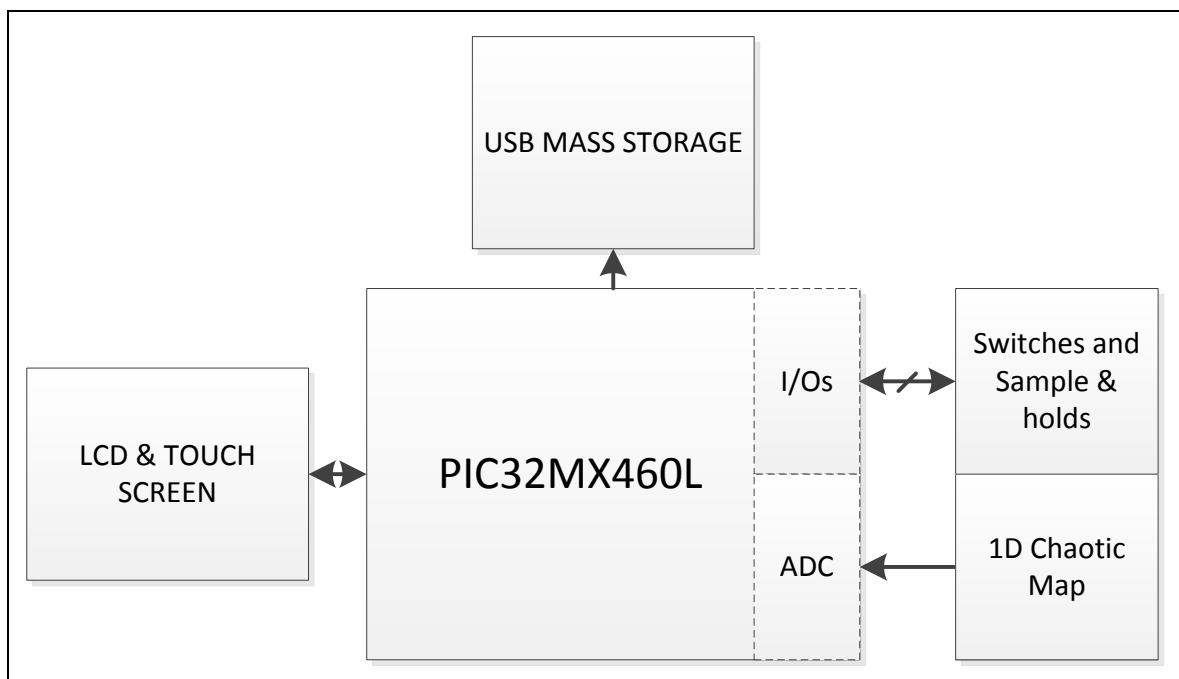 USB MASS STORAGE
LCD & TOUCH
SCREEN
PIC32MX460L
I/Os
ADC
Switches and
Sample &
holds
1D Chaotic
Map